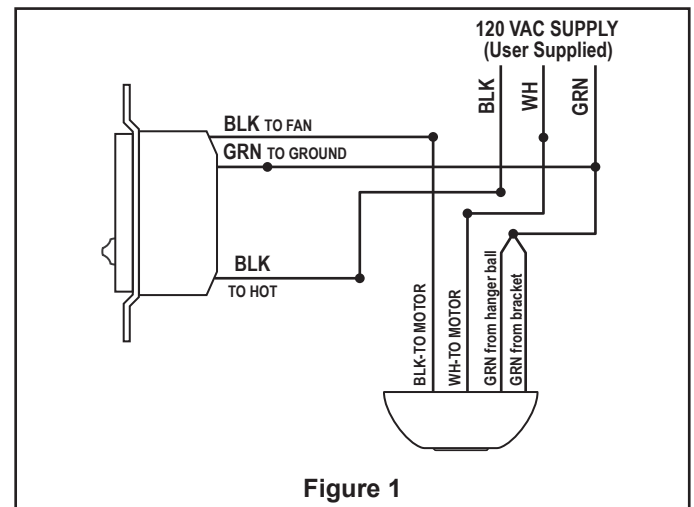 120 VAC SUPPLY
(User Supplied)
BLK
WH
GRN
BLK TO FAN
GRN TO GROUND
BLK
TO HOT
BLK-TO MOTOR
WH-TO MOTOR
GRN from hanger ball
GRN from bracket
Figure 1